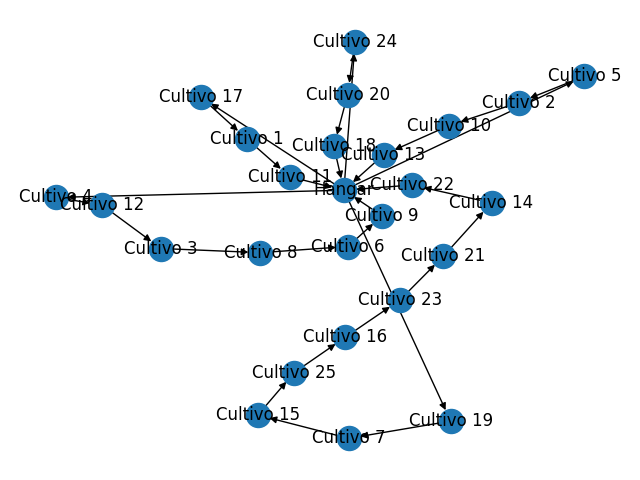 Cultivo 24
Cultivo 5
Cultivo 17
Cultivo 20
Cultivo 2
Cultivo 10
Cultivo 1
Cultivo 18
Cultivo 13
Cultivo 11
Cultivo 22
Hangar
Cultivo 4
Cultivo 12
Cultivo 14
Cultivo 9
Cultivo 3
Cultivo 8
Cultivo 6
Cultivo 21
Cultivo 23
Cultivo 16
Cultivo 25
Cultivo 15
Cultivo 19
Cultivo 7